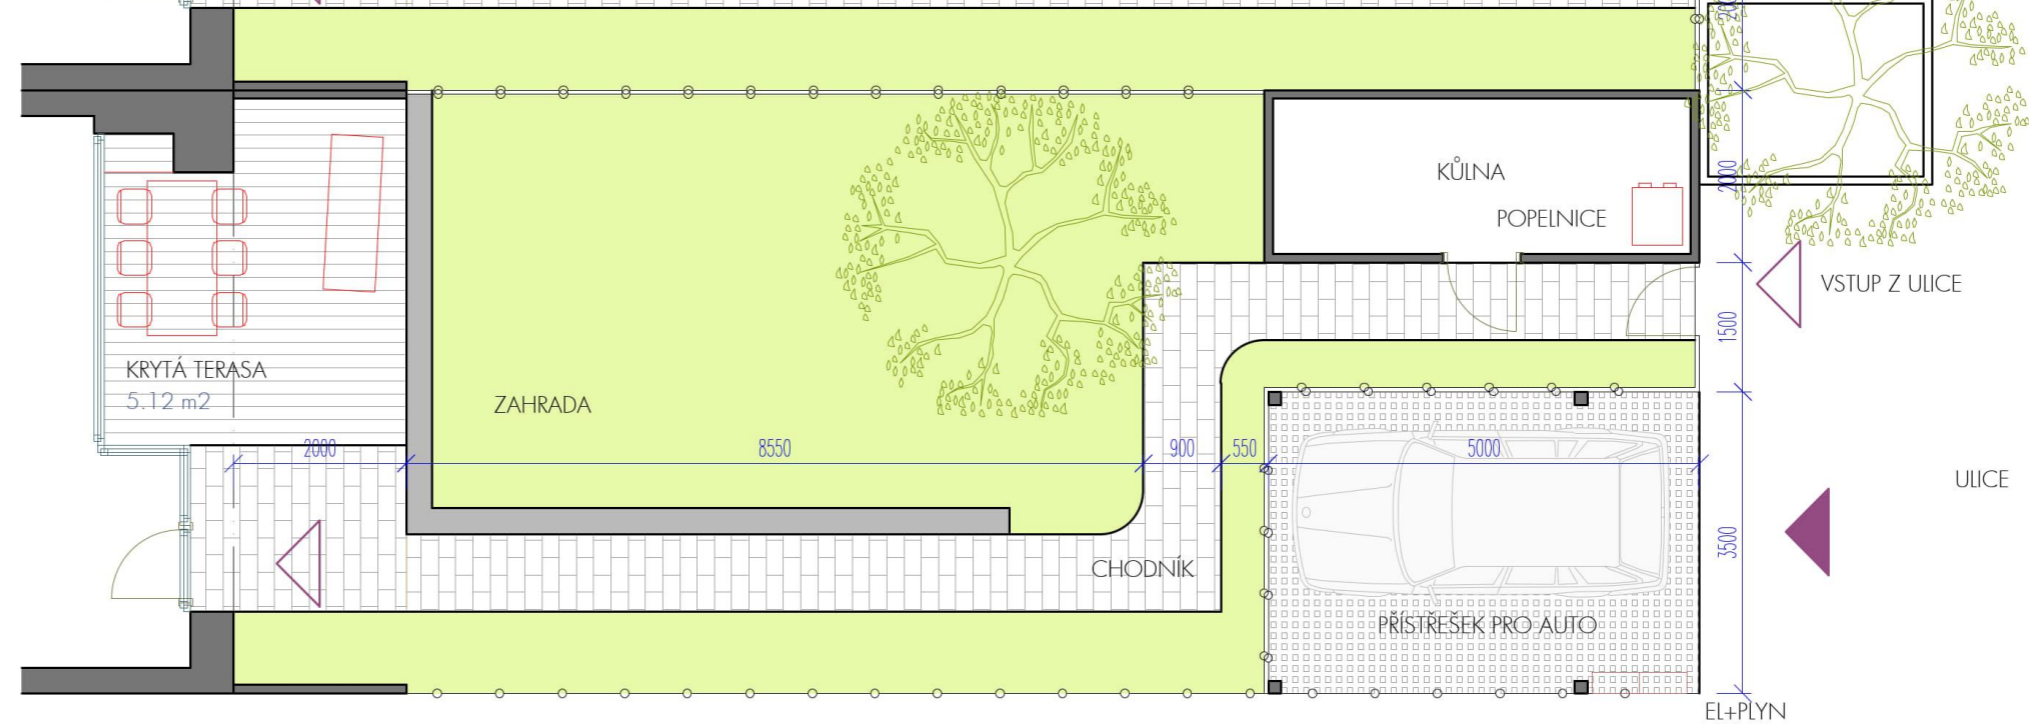 KŮLNA
2000
POPELNICE
VSTUP Z ULICE
1500
KRYTÁ TERASA
5.12 m2
ZAHRADA
2000
8550
900
550
5000
ULICE
3500
CHODNÍK
PŘÍSTŘEŠEK PRO AUTO
EL+PLYN